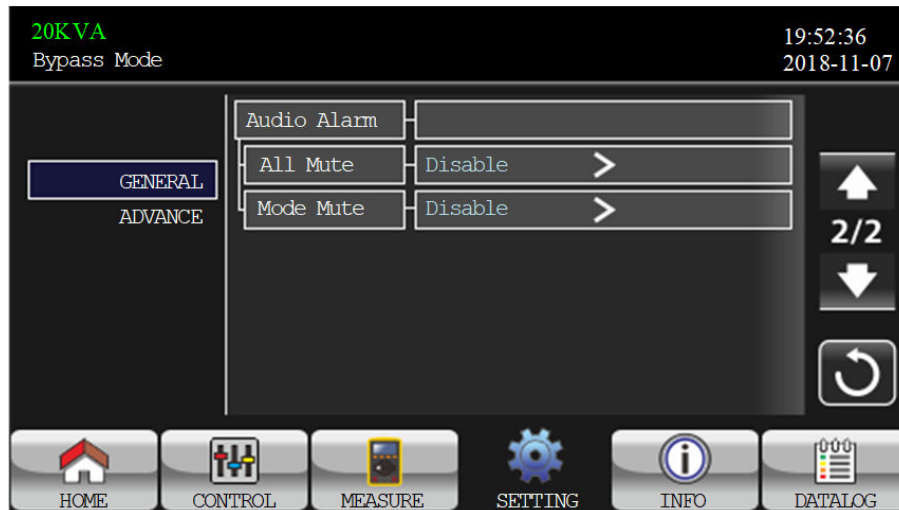 20KVA
Bypass Mode
19:52:36
2018-11-07
GENERAL
ADVANCE
Audio Alarm
All Mute Disable
Mode Mute Disable
2/2
HOME CONTROL MEASURE SETTING INFO DATALOG